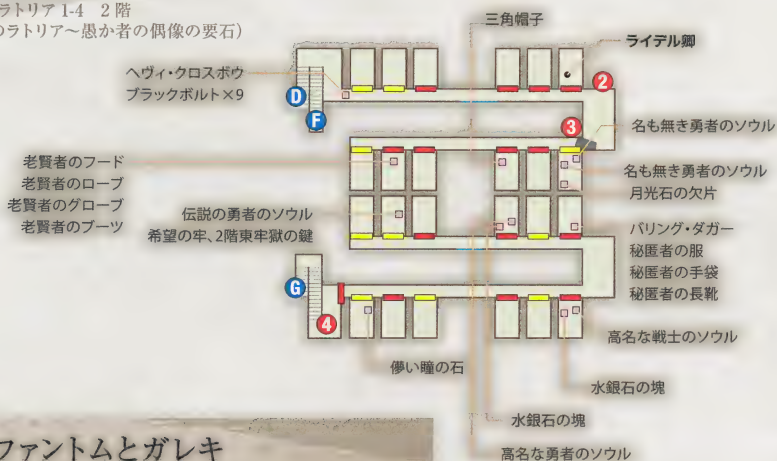 ラトリア 1-4 2階
のラトリア～愚か者の偶像の要石)
三角帽子
ライデル卿
ヘヴィ・クロスボウ
ブラックボルト×9
D
F
2
3
名も無き勇者のソウル
老賢者のフード
老賢者のローブ
老賢者のグローブ
老賢者のブーツ
名も無き勇者のソウル
月光石の欠片
伝説の勇者のソウル
希望の牢、2階東牢獄の鍵
バリング・ダガー
秘匿者の服
秘匿者の手袋
秘匿者の長靴
G
4
高名な戦士のソウル
儚い瞳の石
水銀石の塊
水銀石の塊
高名な勇者のソウル
ファントムとガレキ